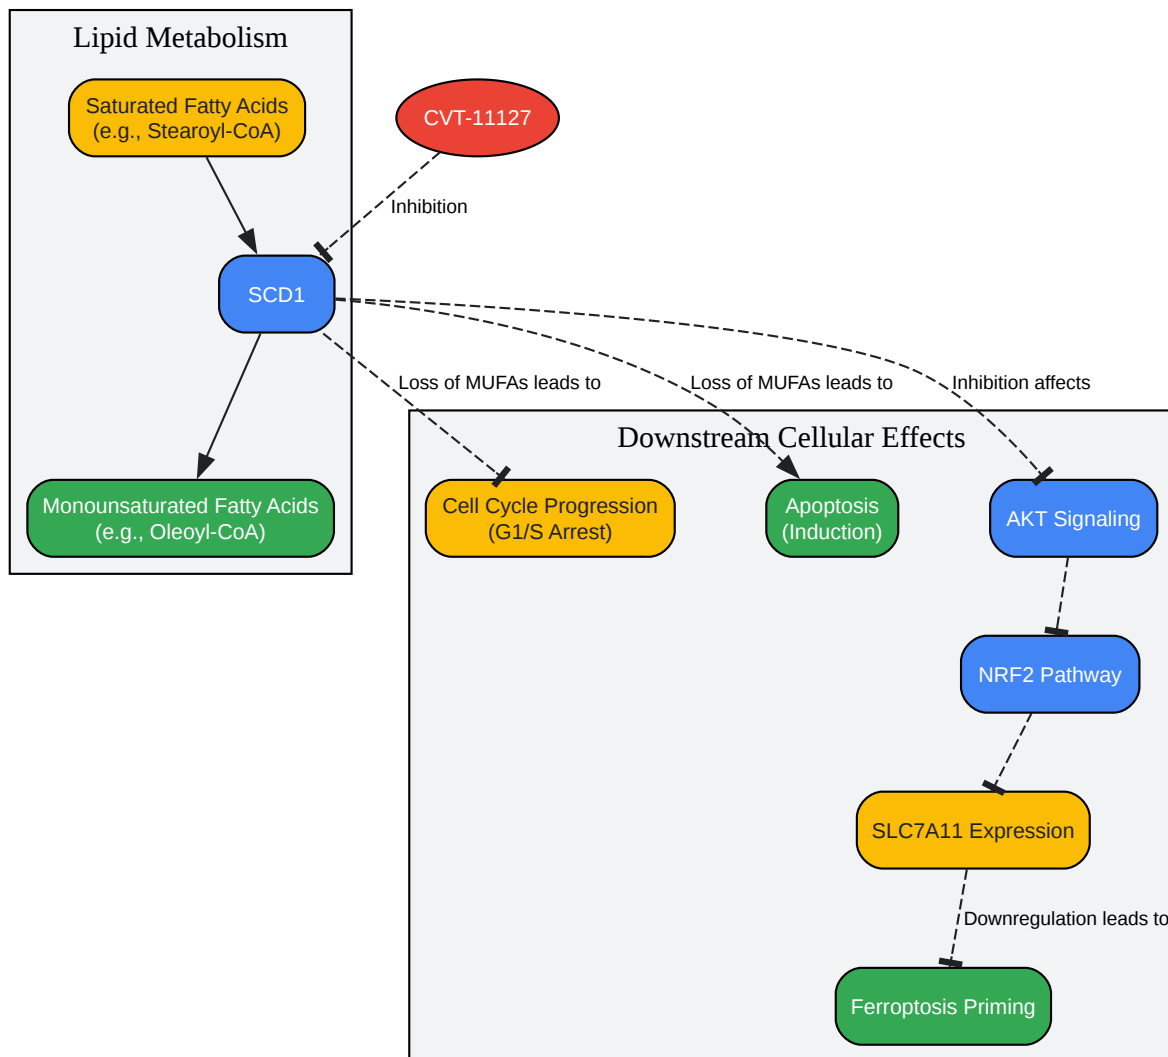 Lipid Metabolism
Saturated Fatty Acids
(e.g., Stearoyl-CoA)
CVT-11127
Inhibition
SCD1
Loss of MUFAs leads to
Loss of MUFAs leads to
Inhibition affects
Downstream Cellular Effects
Monounsaturated Fatty Acids
(e.g., Oleoyl-CoA)
Cell Cycle Progression
(G1/S Arrest)
Apoptosis
(Induction)
AKT Signaling
NRF2 Pathway
SLC7A11 Expression
Downregulation leads to
Ferroptosis Priming